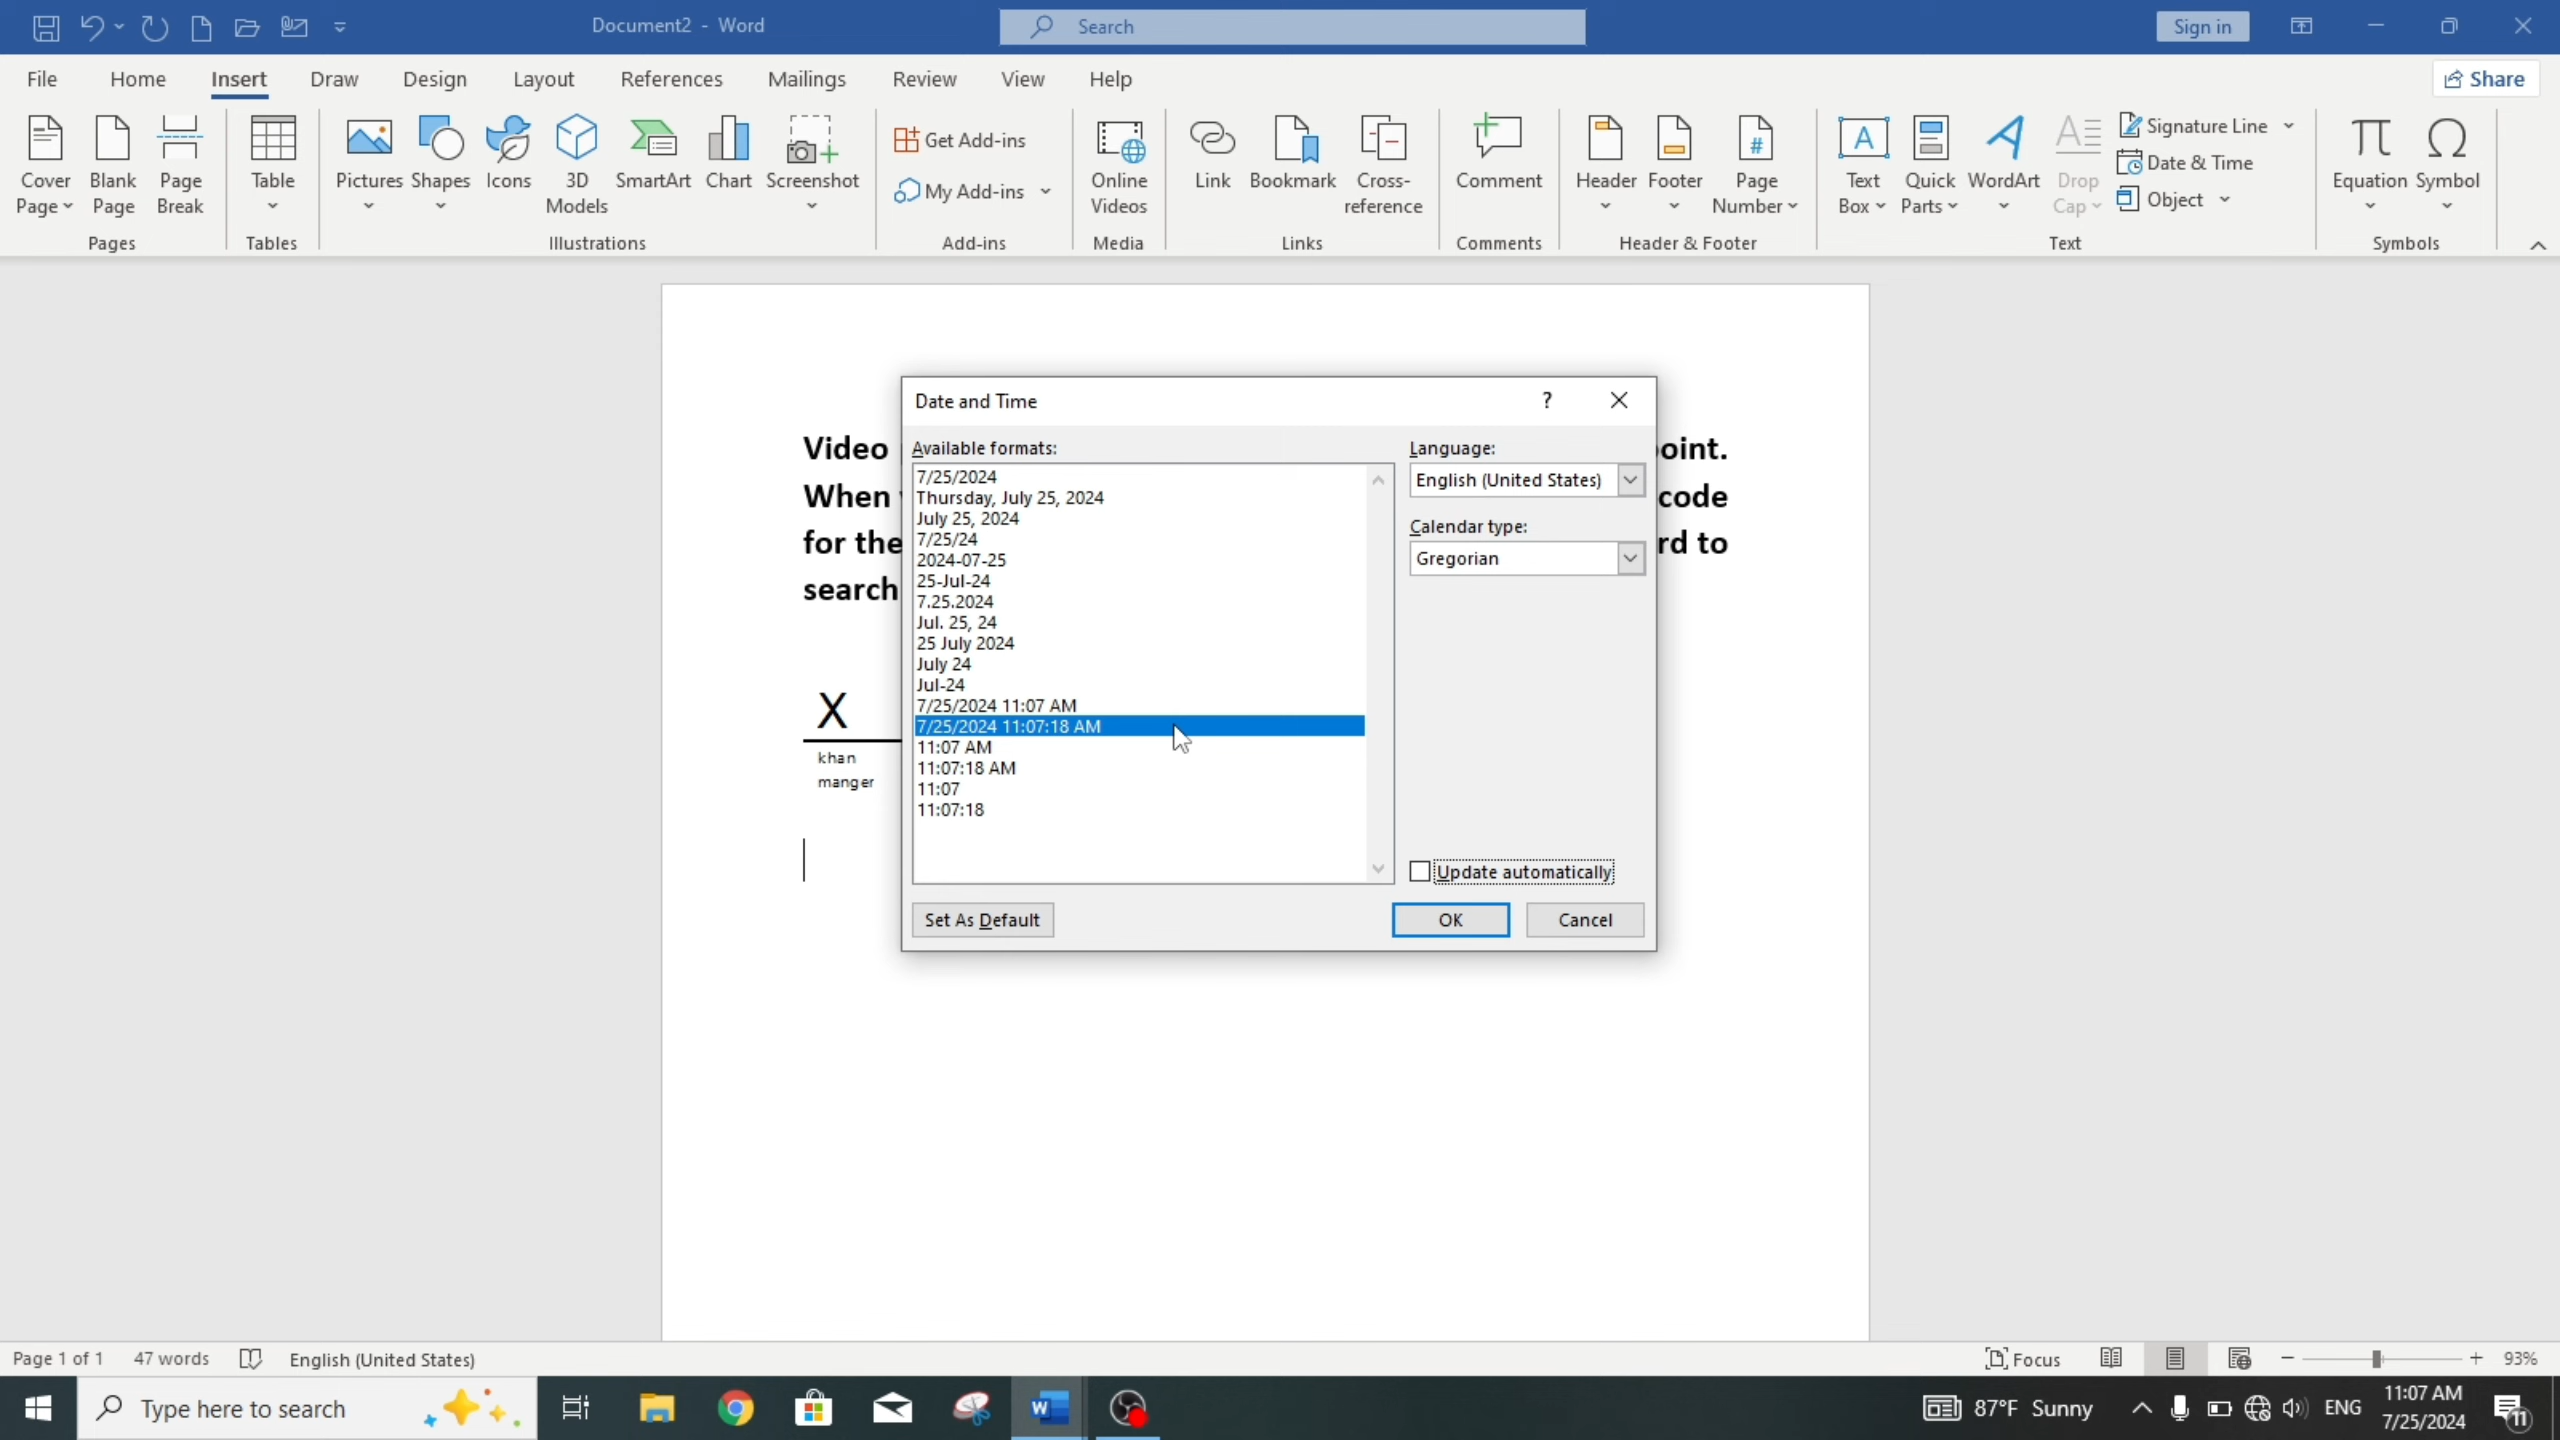 Document2 - Word
Search
Sign in
File Home Insert Draw Design Layout References Mailings Review View Help
Share
Cover Page
Blank Page
Page Break
Table
Pictures
Shapes
Icons
3D Models
SmartArt
Chart
Screenshot
Get Add-ins
My Add-ins
Online Videos
Link
Bookmark
Cross-reference
Comment
Header
Footer
Page Number
Text Box
Quick Parts
WordArt
Drop Cap
Signature Line
Date & Time
Object
Equation
Symbol
Pages
Tables
Illustrations
Add-ins
Media
Links
Comments
Header & Footer
Text
Symbols
Date and Time
?
Video
oint.
When
code
for the
rd to
search
X
khan
manger
Available formats:
7/25/2024
Thursday, July 25, 2024
July 25, 2024
7/25/24
2024-07-25
25-Jul-24
7.25.2024
Jul. 25, 24
25 July 2024
July 24
Jul-24
7/25/2024 11:07 AM
7/25/2024 11:07:18 AM
11:07 AM
11:07:18 AM
11:07
11:07:18
Language:
English (United States)
Calendar type:
Gregorian
Update automatically
Set As Default
OK
Cancel
Page 1 of 1 47 words English (United States)
Focus
93%
Type here to search
87°F Sunny
ENG
11:07 AM
7/25/2024
11